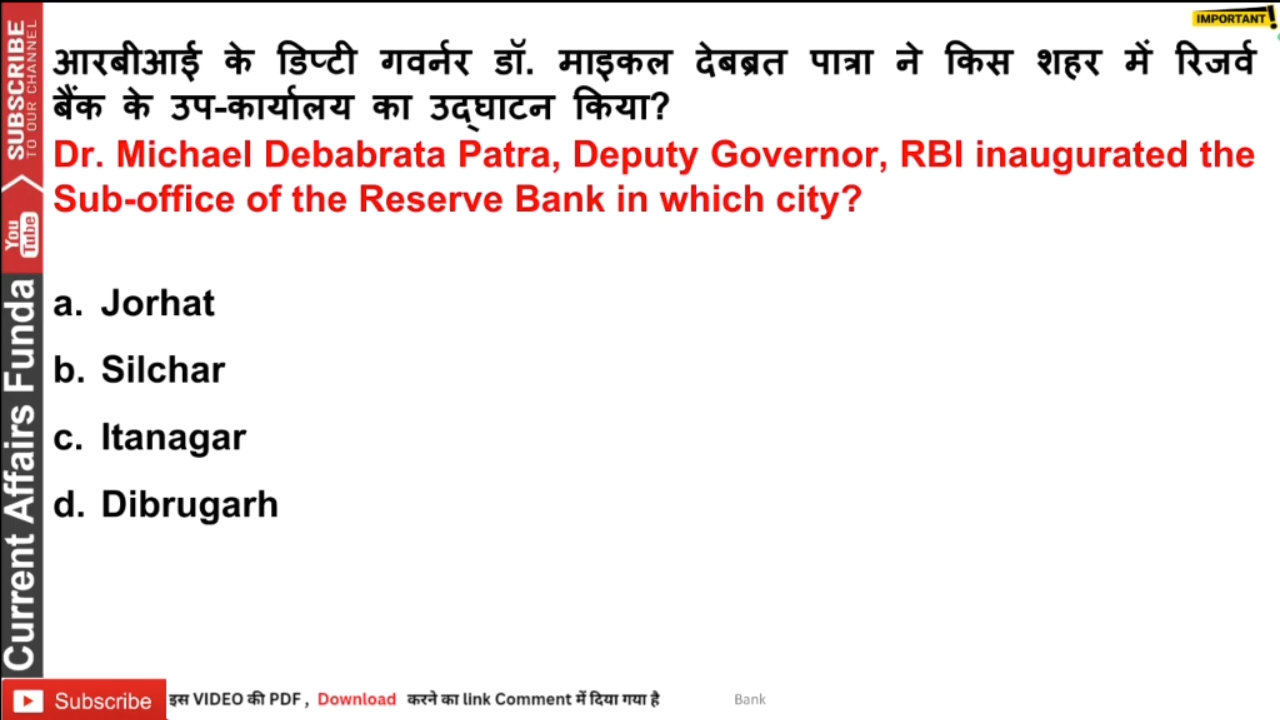 IMPORTANT!
आरबीआई के डिप्टी गवर्नर डॉ. माइकल देबब्रत पात्रा ने किस शहर में रिजर्व
बैंक के उप-कार्यालय का उद्घाटन किया?
Dr. Michael Debabrata Patra, Deputy Governor, RBI inaugurated the
Sub-office of the Reserve Bank in which city?
a. Jorhat
b. Silchar
c. Itanagar
d. Dibrugarh
SUBSCRIBE
TO OUR CHANNEL
You
Tube
Current Affairs Funda
Subscribe
इस VIDEO की PDF , Download करने का link Comment में दिया गया है
Bank